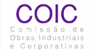 COIC
Comissão de
Obras Industriais
e Corporativas